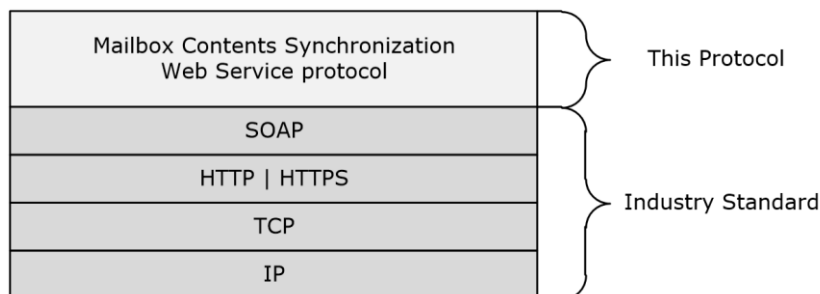 Mailbox Contents Synchronization
Web Service protocol
This Protocol
SOAP
HTTP | HTTPS
TCP
IP
Industry Standard